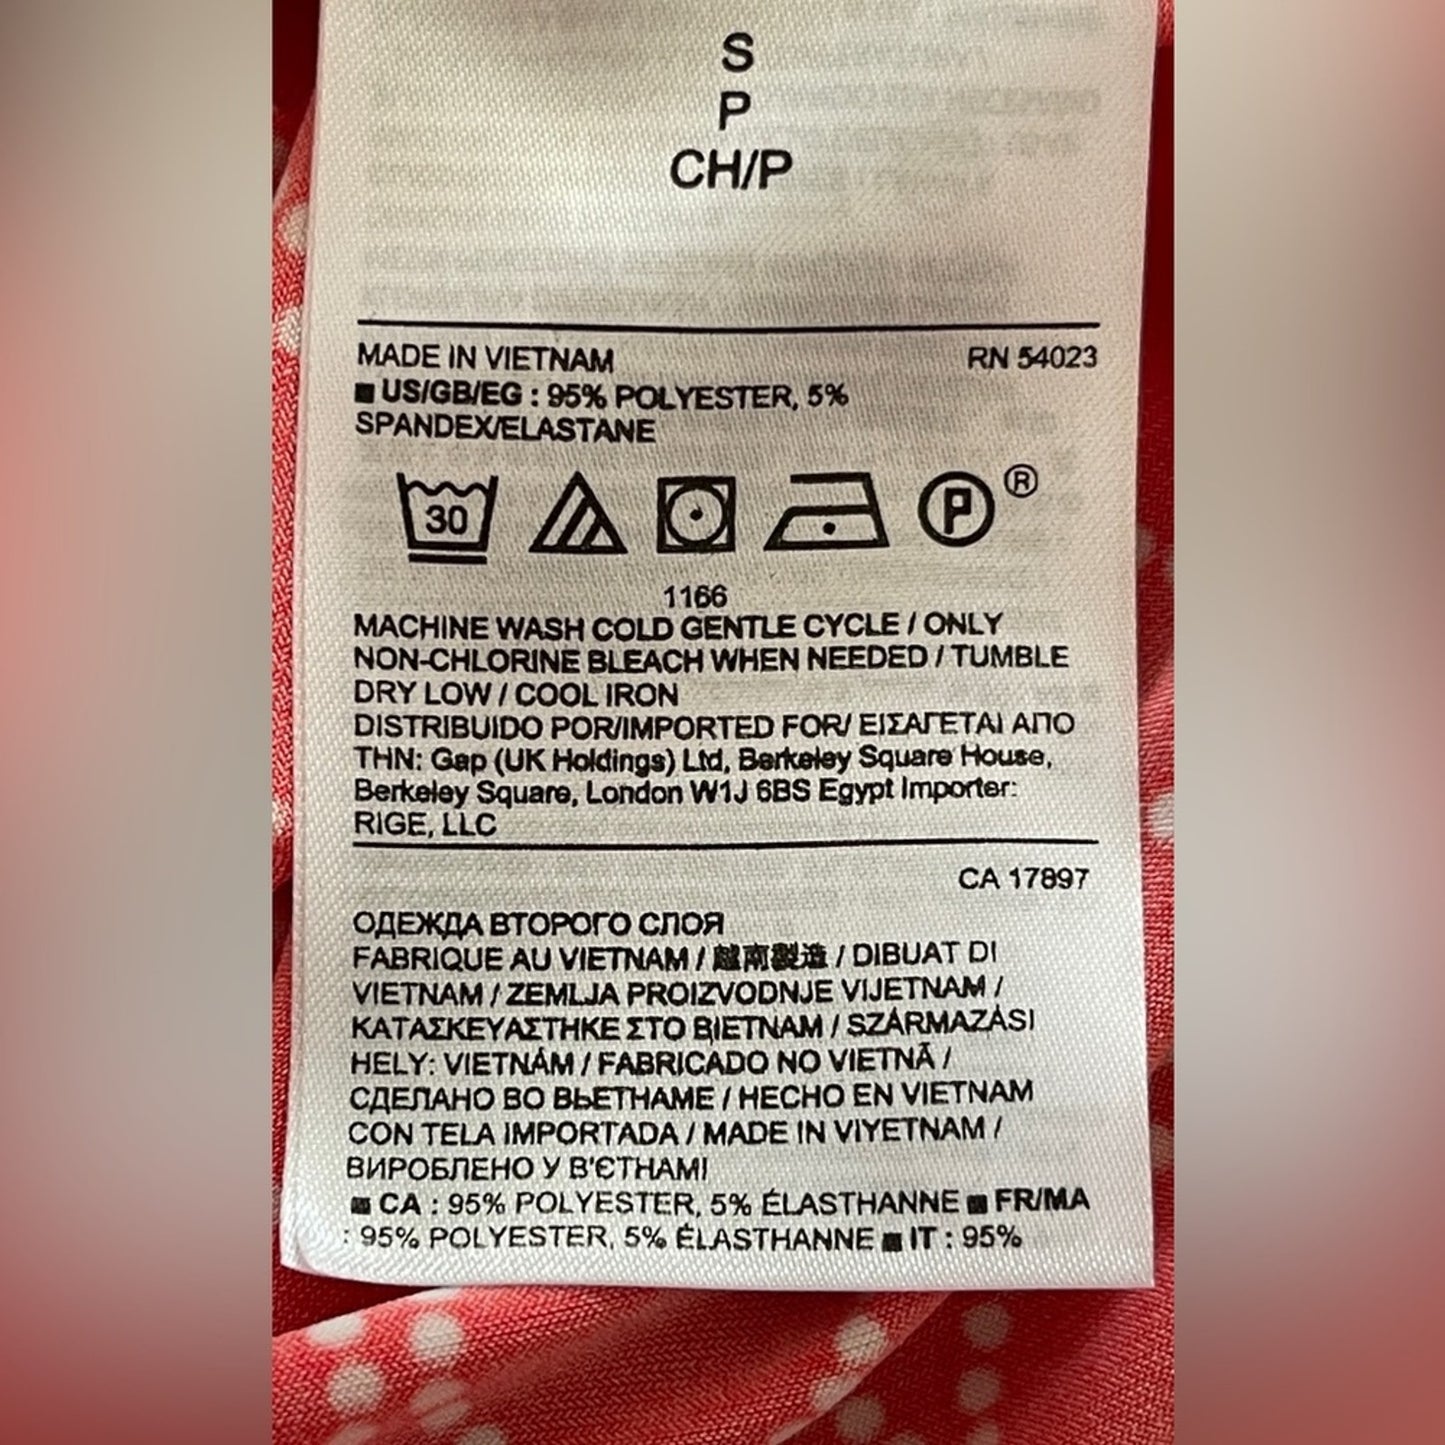 S
P
CH/P
MADE IN VIETNAM RN 54023
■ US/GB/EG : 95% POLYESTER, 5%
SPANDEX/ELASTANE
30 P ®
1166
MACHINE WASH COLD GENTLE CYCLE / ONLY
NON-CHLORINE BLEACH WHEN NEEDED / TUMBLE
DRY LOW / COOL IRON
DISTRIBUIDO POR/IMPORTED FOR/ ΕΙΣΑΓΕΤΑΙ ΑΠΟ
ΤΗΝ: Gap (UK Holdings) Ltd, Berkeley Square House,
Berkeley Square, London W1J 6BS Egypt Importer:
RIGE, LLC
CA 17897
ОДЕЖДА ВТОРОГО СЛОЯ
FABRIQUE AU VIETNAM / 越南製造 / DIBUAT DI
VIETNAM / ZEMLJA PROIZVODNJE VIJETNAM /
ΚΑΤΑΣΚΕΥΑΣΤΗΚΕ ΣΤΟ ΒΙΕΤΝΑΜ / SZÁRMAZÁSI
HELY: VIETNÁM / FABRICADO NO VIETNÃ /
СДЕЛАНО ВО ВЬЕТНАМЕ / HECHO EN VIETNAM
CON TELA IMPORTADA / MADE IN VIYETNAM /
ВИРОБЛЕНО У В'ЄТНАМІ
■ CA : 95% POLYESTER, 5% ÉLASTHANNE ■ FR/MA
: 95% POLYESTER, 5% ÉLASTHANNE ■ IT : 95%